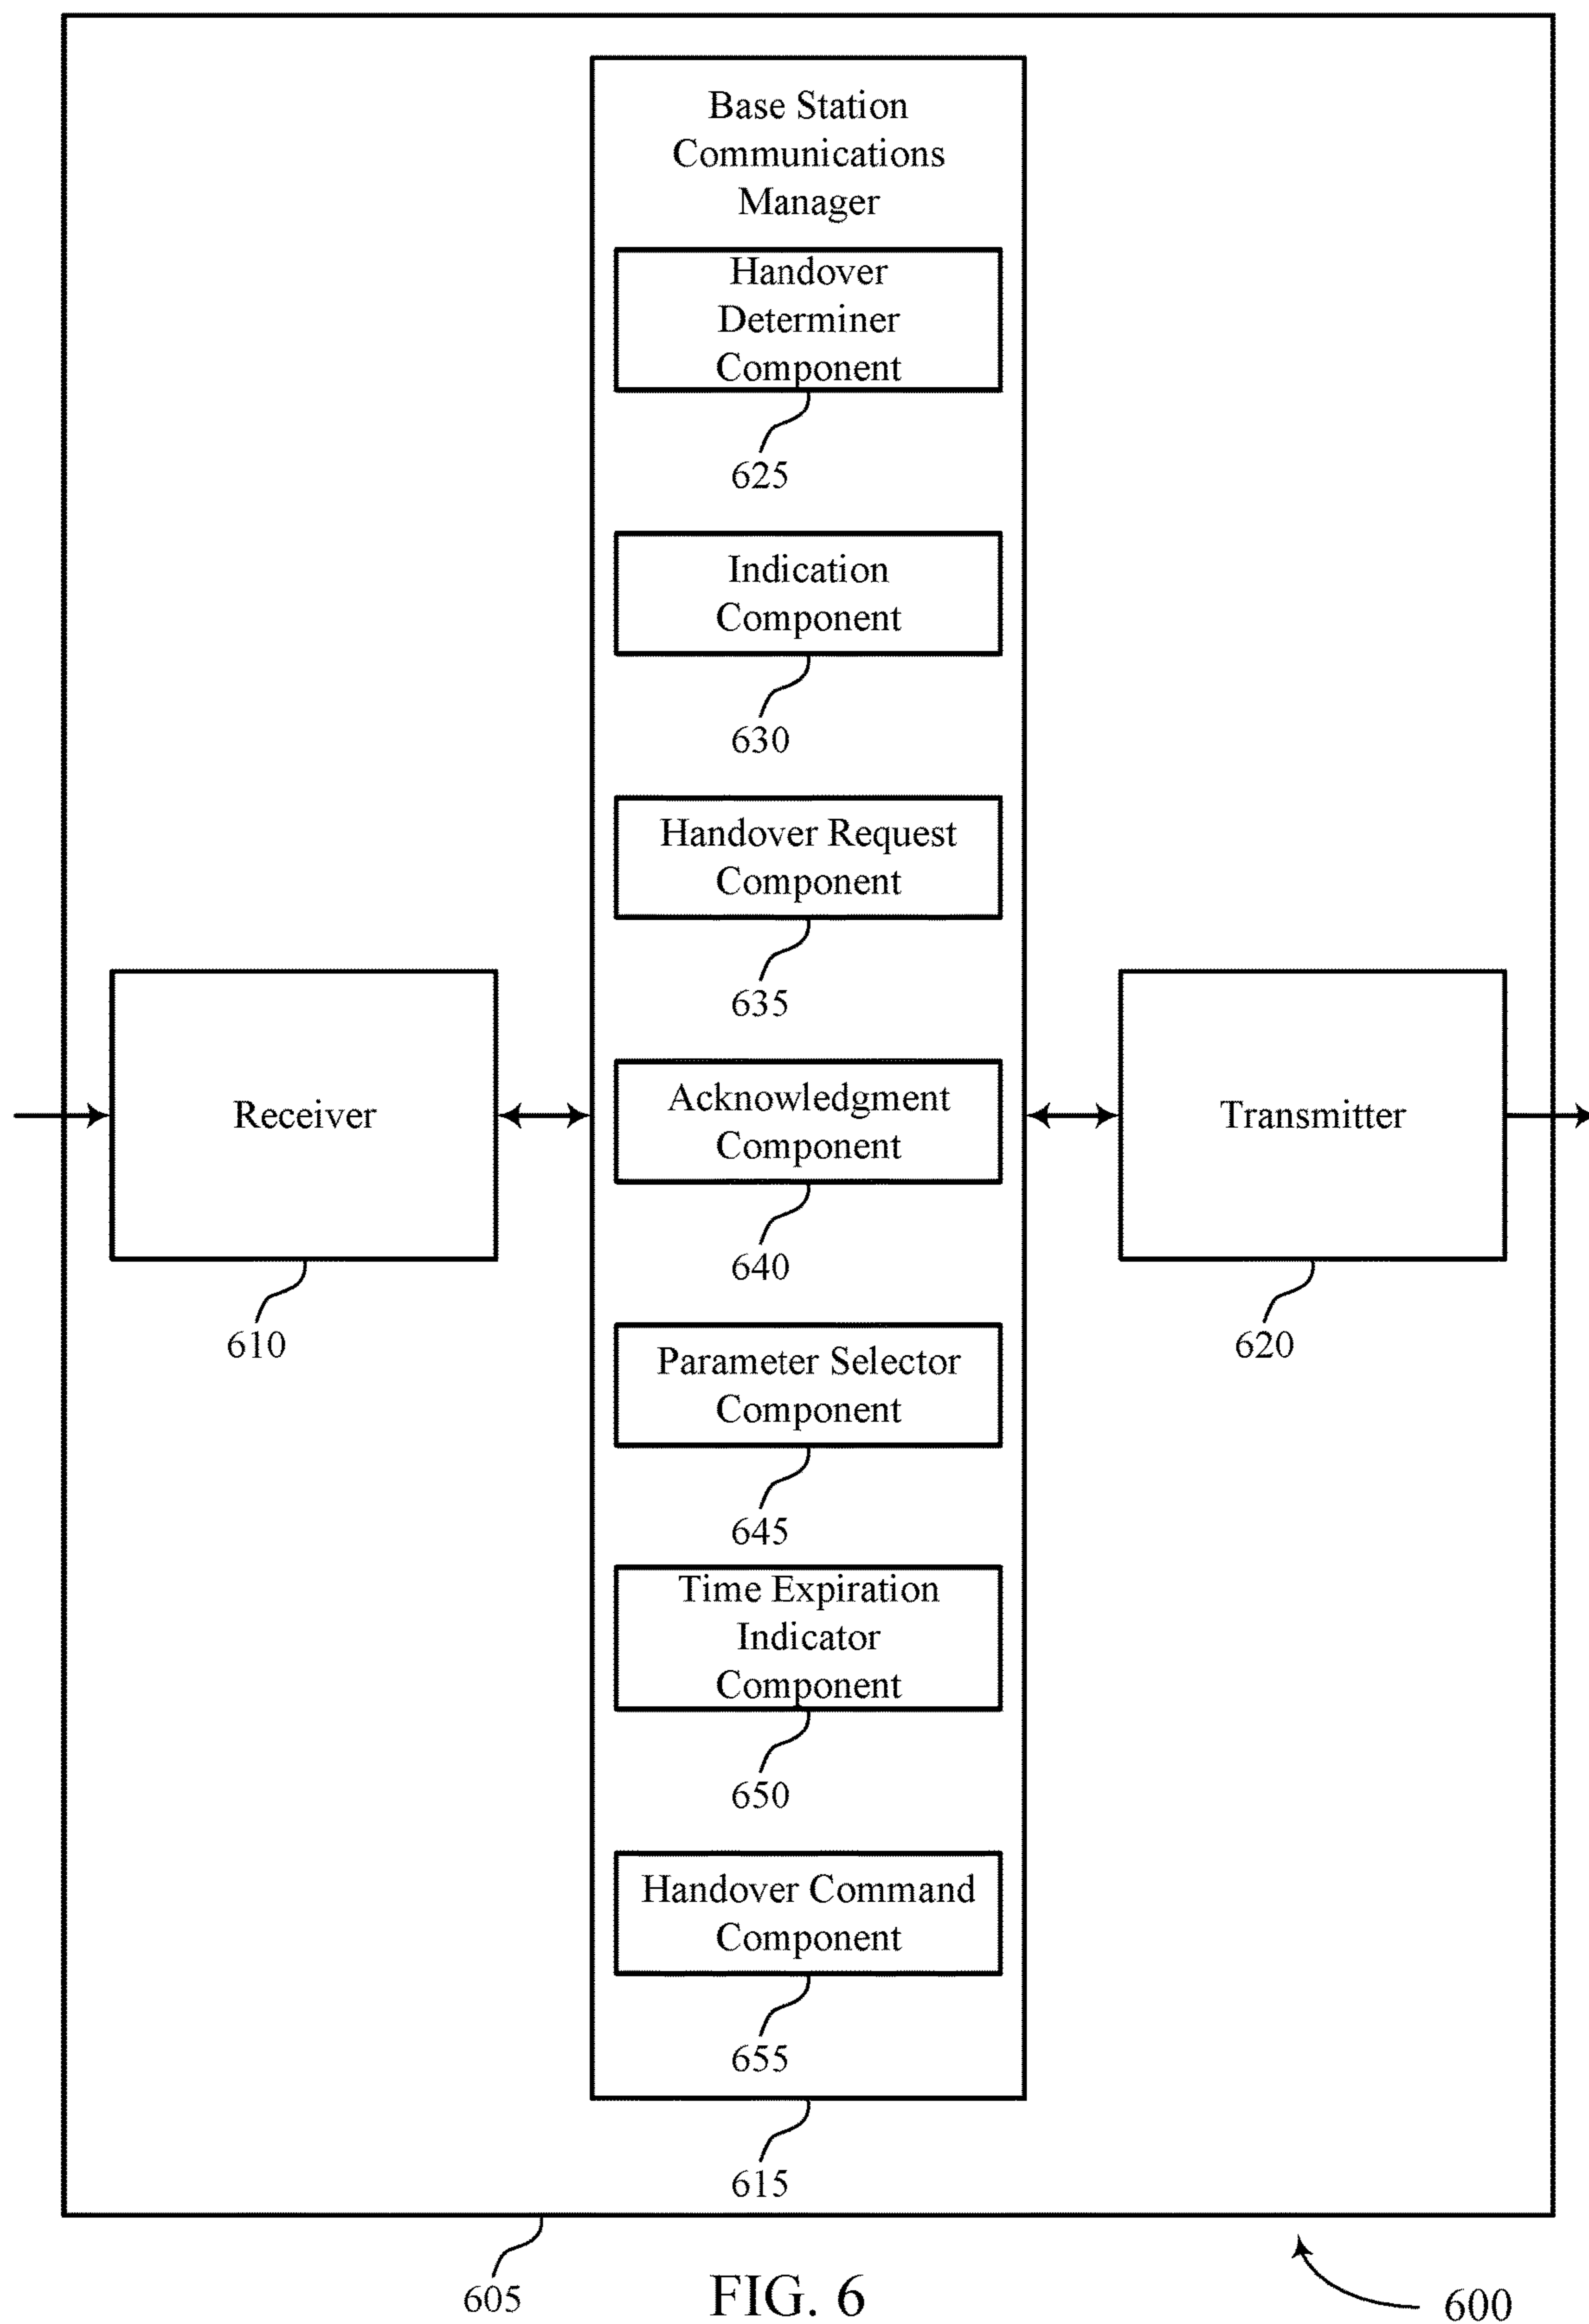 Base Station
Communications
Manager
Handover
Determiner
Component
625
Indication
Component
630
Handover Request
Component
635
Receiver
610
Acknowledgment
Component
640
Transmitter
620
Parameter Selector
Component
645
Time Expiration
Indicator
Component
650
Handover Command
Component
655
615
605
FIG. 6
600